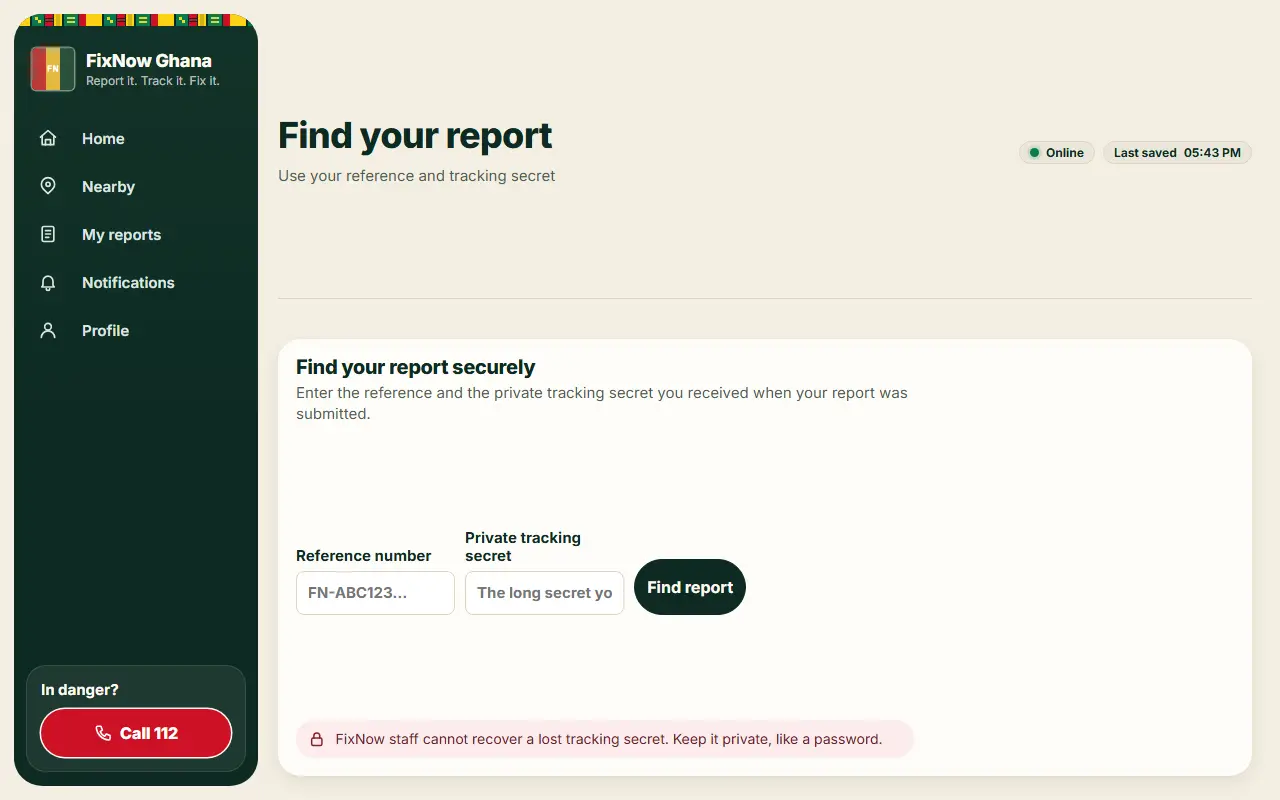 FN
FixNow Ghana
Report it. Track it. Fix it.
Home
Nearby
My reports
Notifications
Profile
In danger?
Call 112
Find your report
Use your reference and tracking secret
Online
Last saved 05:43 PM
Find your report securely
Enter the reference and the private tracking secret you received when your report was
submitted.
Reference number
FN-ABC123...
Private tracking
secret
The long secret yo
Find report
FixNow staff cannot recover a lost tracking secret. Keep it private, like a password.